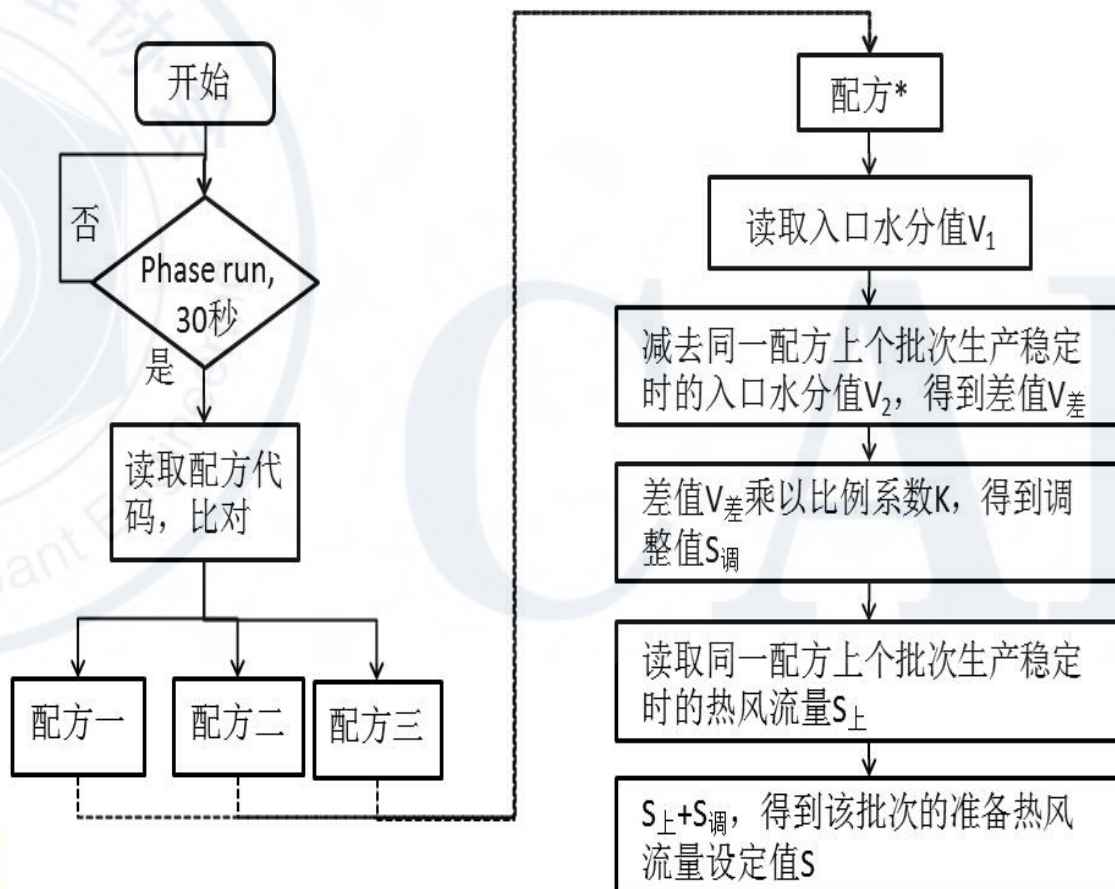 开始
否
Phase run,
30秒
是
读取配方代
码，比对
配方一
配方二
配方三
配方*
读取入口水分值V₁
减去同一配方上个批次生产稳定
时的入口水分值V₂，得到差值V差
差值V差乘以比例系数K，得到调
整值S调
读取同一配方上个批次生产稳定
时的热风流量S上
S上+S调，得到该批次的准备热风
流量设定值S